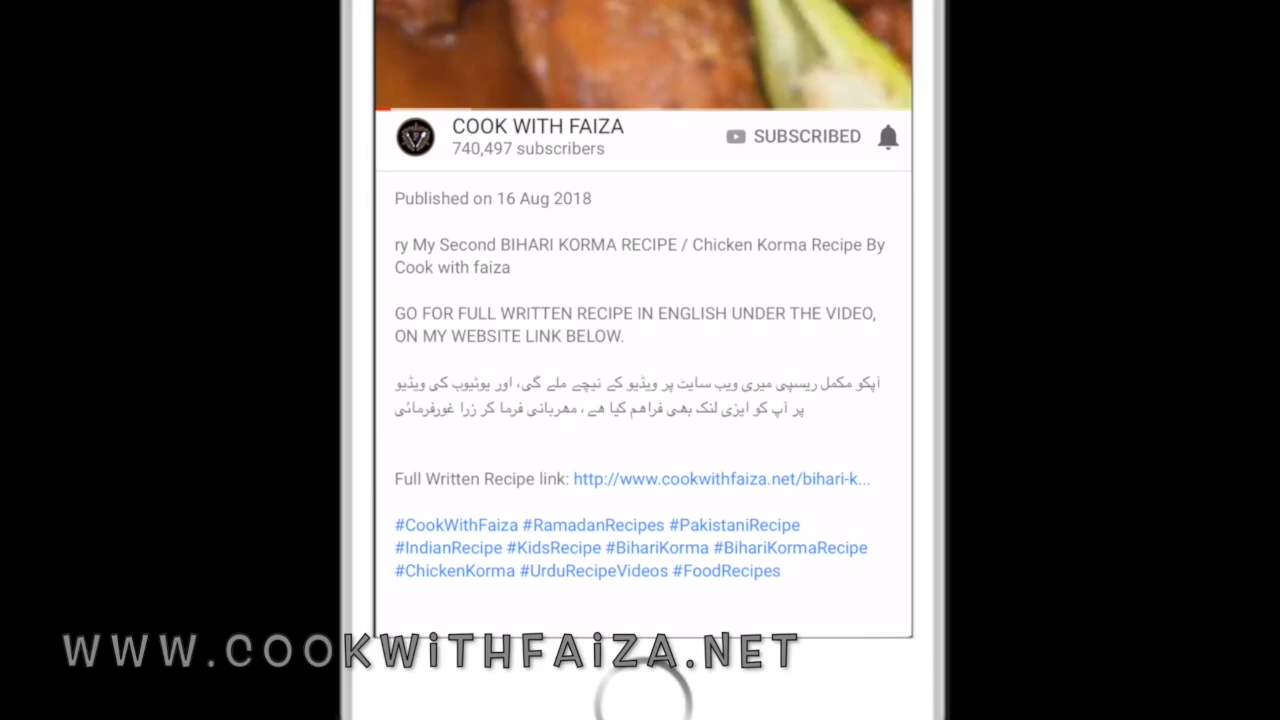 COOK WITH FAIZA
740,497 subscribers
SUBSCRIBED
Published on 16 Aug 2018
ry My Second BIHARI KORMA RECIPE / Chicken Korma Recipe By
Cook with faiza
GO FOR FULL WRITTEN RECIPE IN ENGLISH UNDER THE VIDEO,
ON MY WEBSITE LINK BELOW.
آپکو مکمل ریسپی میری ویب سایٹ پر ویڈیو کے نیچے ملے گی، اور یوٹیوب کی ویڈیو
پر آپ کو ایزی لنک بھی فراھم کیا ھے ، مھربانی فرما کر زرا غورفرمائی
Full Written Recipe link: http://www.cookwithfaiza.net/bihari-k...
#CookWithFaiza #RamadanRecipes #PakistaniRecipe
#IndianRecipe #KidsRecipe #BihariKorma #BihariKormaRecipe
#ChickenKorma #UrduRecipeVideos #FoodRecipes
WWW.COOKWiTHFAiZA.NET